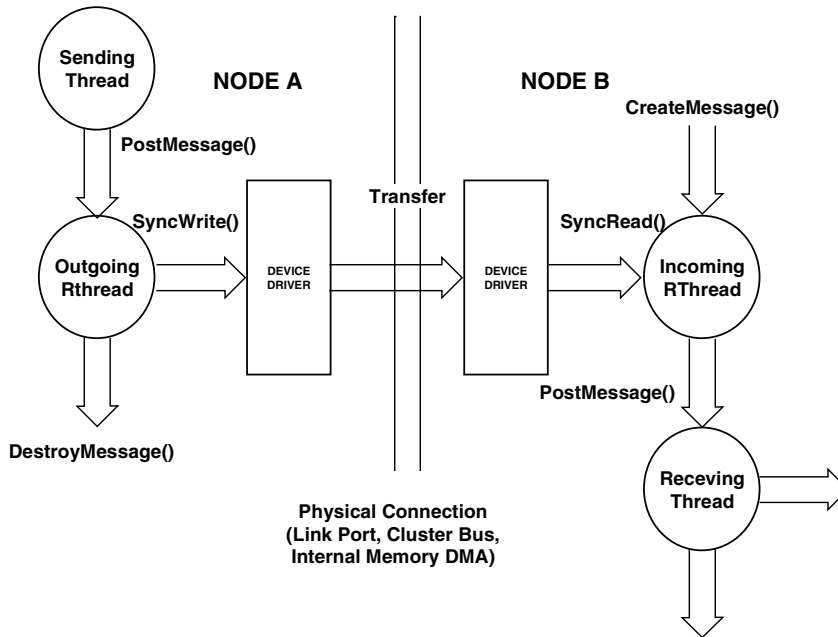 Sending
Thread
NODE A
NODE B
CreateMessage()
PostMessage()
Transfer
SyncWrite()
SyncRead()
Outgoing
Rthread
DEVICE
DRIVER
DEVICE
DRIVER
Incoming
RThread
PostMessage()
DestroyMessage()
Receving
Thread
Physical Connection
(Link Port, Cluster Bus,
Internal Memory DMA)